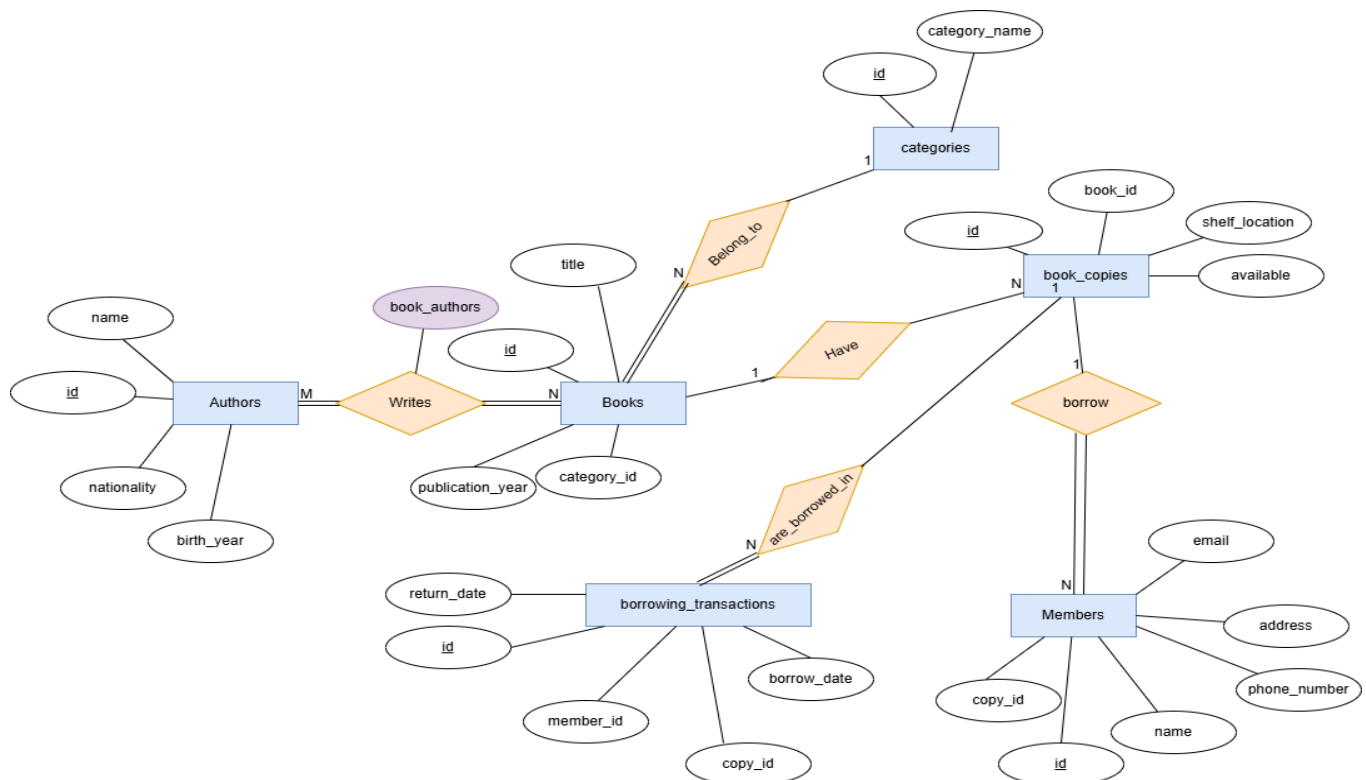 category_name
id
categories
1
book_id
shelf_location
id
Belong_to
title
book_copies
available
N
N
1
book_authors
name
Have
id
id
1
1
Authors
M
Writes
N
Books
borrow
nationality
publication_year
category_id
are_borrowed_in
birth_year
N
email
return_date
borrowing_transactions
N
Members
address
id
borrow_date
phone_number
copy_id
member_id
name
copy_id
id